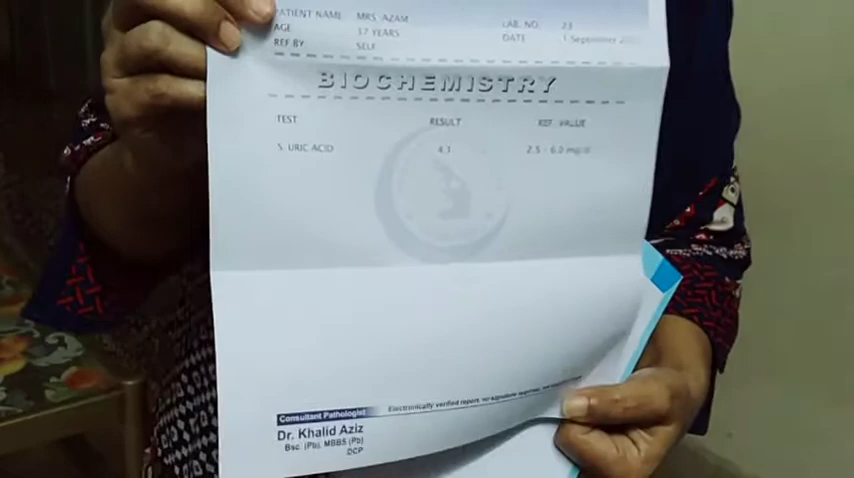 PATIENT NAME MRS. AZAM LAB. NO. 23
AGE 37 YEARS DATE 1 September
REF BY SELF
BIOCHEMISTRY
TEST RESULT REF. VALUE
S. URIC ACID 4.1 2.5 - 6.0 mg/dl
Consultant Pathologist Electronically verified report, no signature required,
Dr. Khalid Aziz
Bsc. (Pb), MBBS (Pb)
DCP